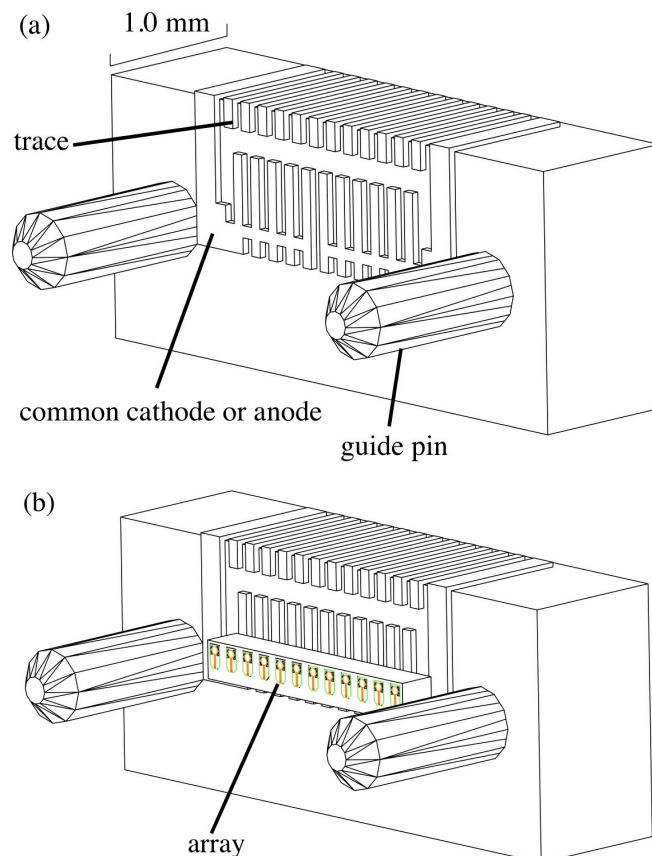 (a)
1.0 mm
trace
common cathode or anode
guide pin
(b)
array